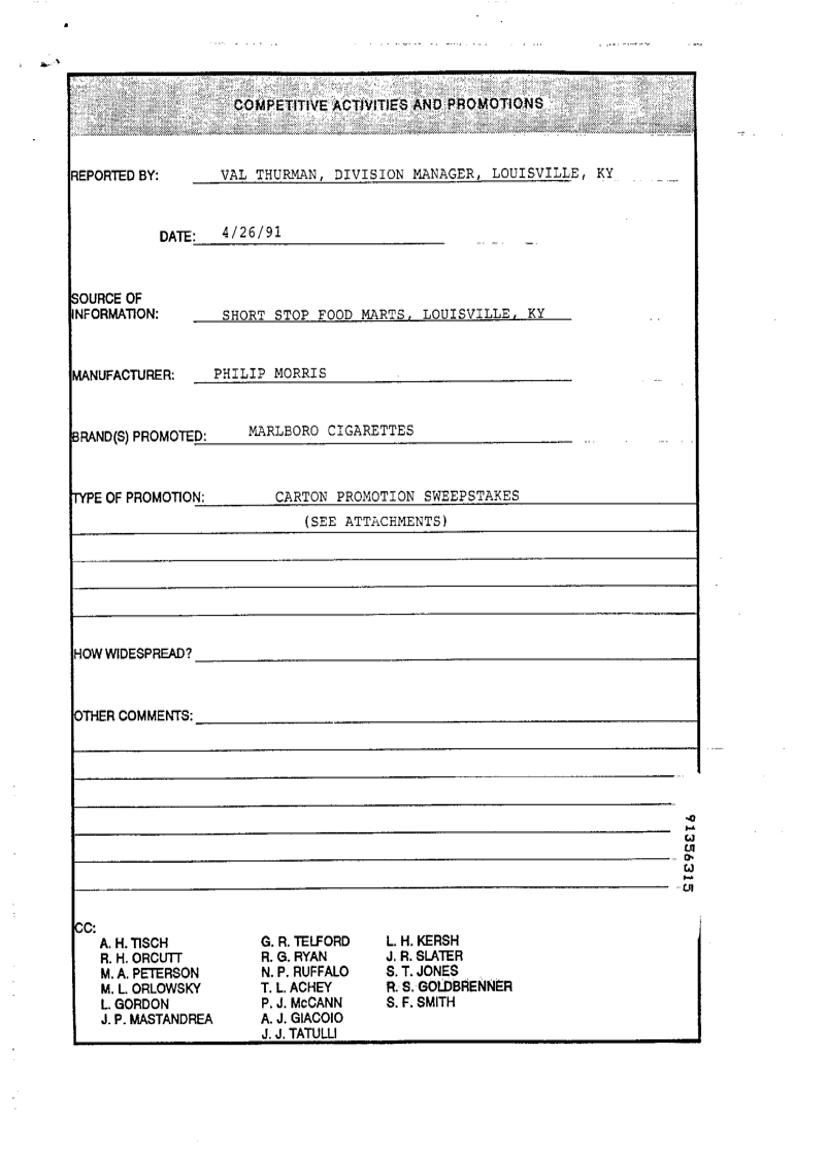 COMPETITIVE ACTIVITIES AND PROMOTIONS
REPORTED BY: VAL THURMAN, DIVISION MANAGER, LOUISVILLE, KY
DATE: 4/26/91
SOURCE OF
INFORMATION: SHORT STOP FOOD MARTS, LOUISVILLE, KY
MANUFACTURER: PHILIP MORRIS
BRAND(S) PROMOTED: MARLBORO CIGARETTES
TYPE OF PROMOTION: CARTON PROMOTION SWEEPSTAKES
(SEE ATTACHMENTS)
HOW WIDESPREAD?
OTHER COMMENTS:
91356315
CC:
A. H. TISCH G. R. TELFORD L. H. KERSH
R. H. ORCUTT R. G. RYAN J. R. SLATER
M. A. PETERSON N. P. RUFFALO S. T. JONES
M. L. ORLOWSKY T. L. ACHEY R. S. GOLDBRENNER
L. GORDON P. J. McCANN S. F. SMITH
J. P. MASTANDREA A. J. GIACOIO
J. J. TATULLI